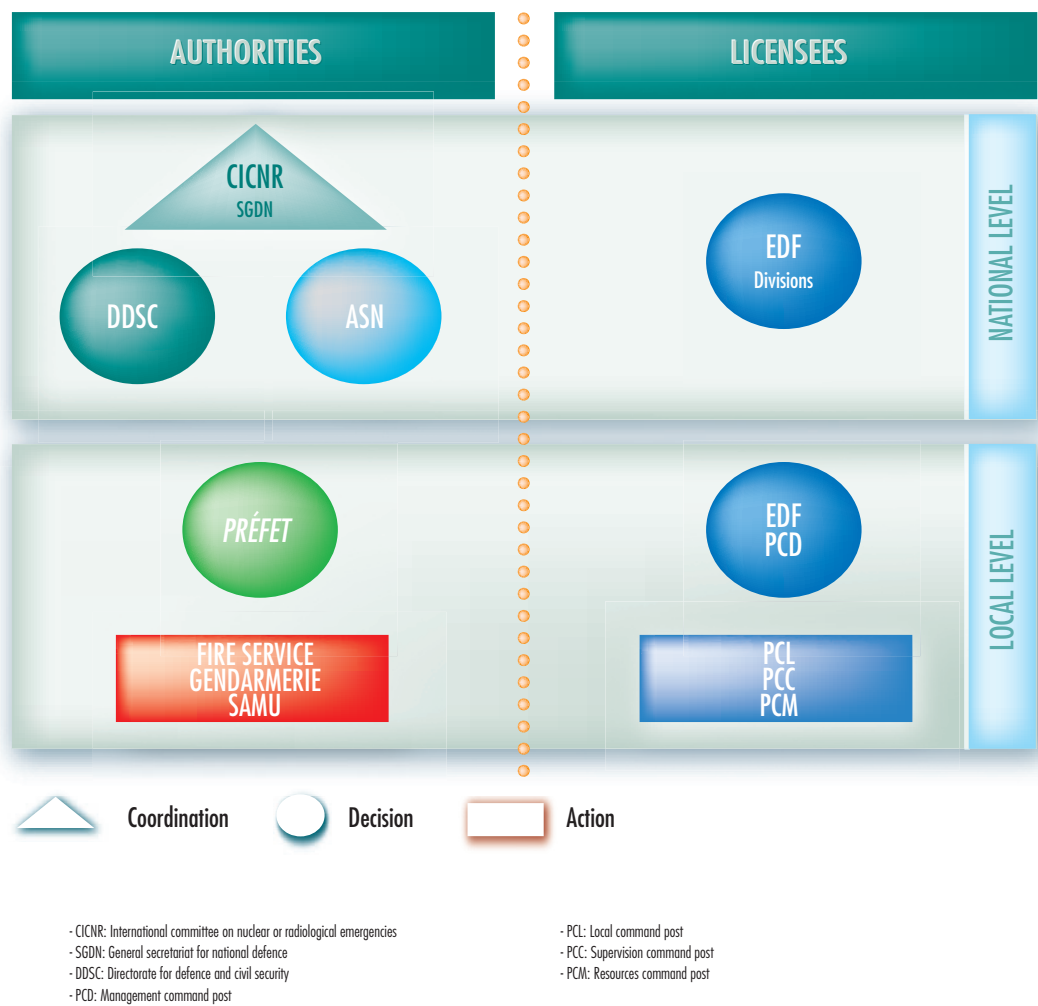 AUTHORITIES
LICENSEES
CICNR
SGDN
DDSC
ASN
EDF
Divisions
NATIONAL LEVEL
PRÉFET
EDF
PCD
FIRE SERVICE
GENDARMERIE
SAMU
PCL
PCC
PCM
LOCAL LEVEL
Coordination
Decision
Action
- CICNR: International committee on nuclear or radiological emergencies
- SGDN: General secretariat for national defence
- DDSC: Directorate for defence and civil security
- PCD: Management command post
- PCL: Local command post
- PCC: Supervision command post
- PCM: Resources command post